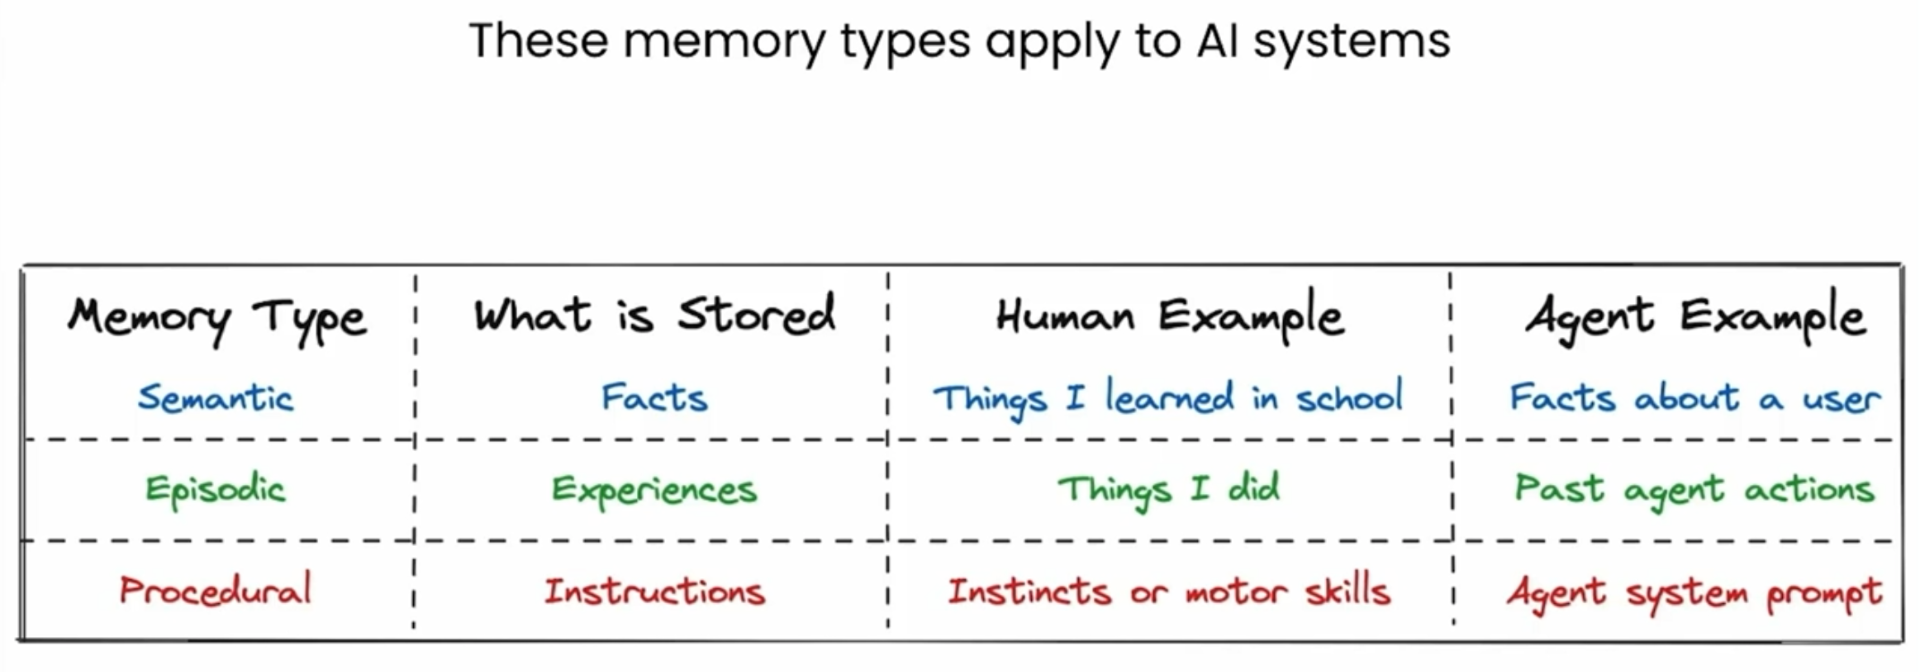 These memory types apply to AI systems
Memory Type What is Stored Human Example Agent Example
Semantic Facts Things I learned in school Facts about a user
Episodic Experiences Things I did Past agent actions
Procedural Instructions Instincts or motor skills Agent system prompt